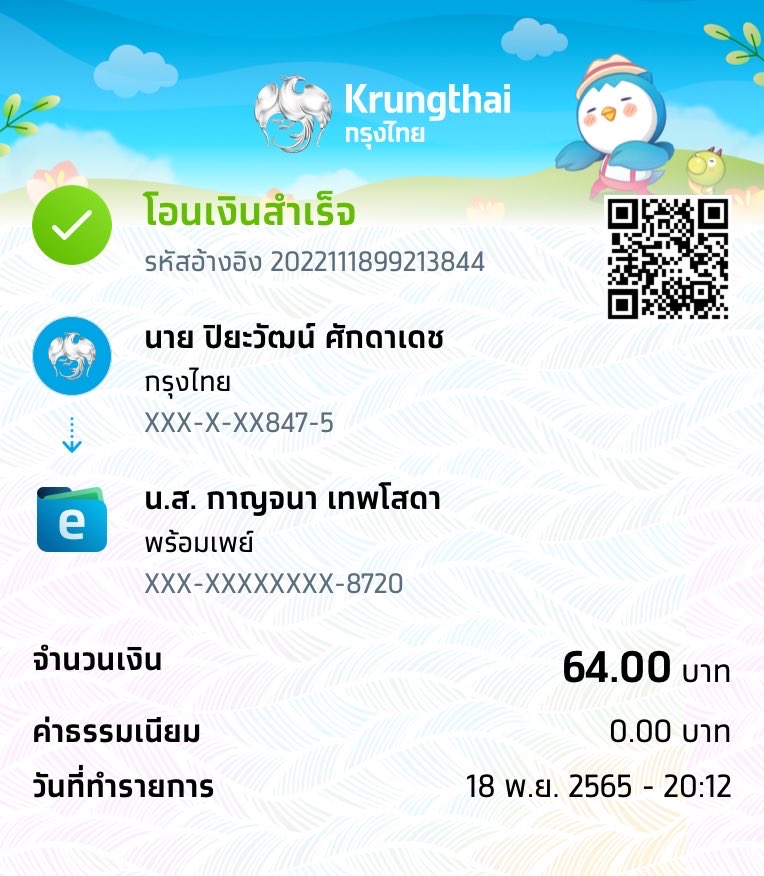 Krungthai
กรุงไทย
โอนเงินสำเร็จ
รหัสอ้างอิง 2022111899213844
นาย ปิยะวัฒน์ ศักดาเดช
กรุงไทย
XXX-X-XX847-5
e
น.ส. กาญจนา เทพโสดา
พร้อมเพย์
XXX-XXXXXXXX-8720
จำนวนเงิน 64.00 บาท
ค่าธรรมเนียม 0.00 บาท
วันที่ทำรายการ 18 พ.ย. 2565 - 20:12